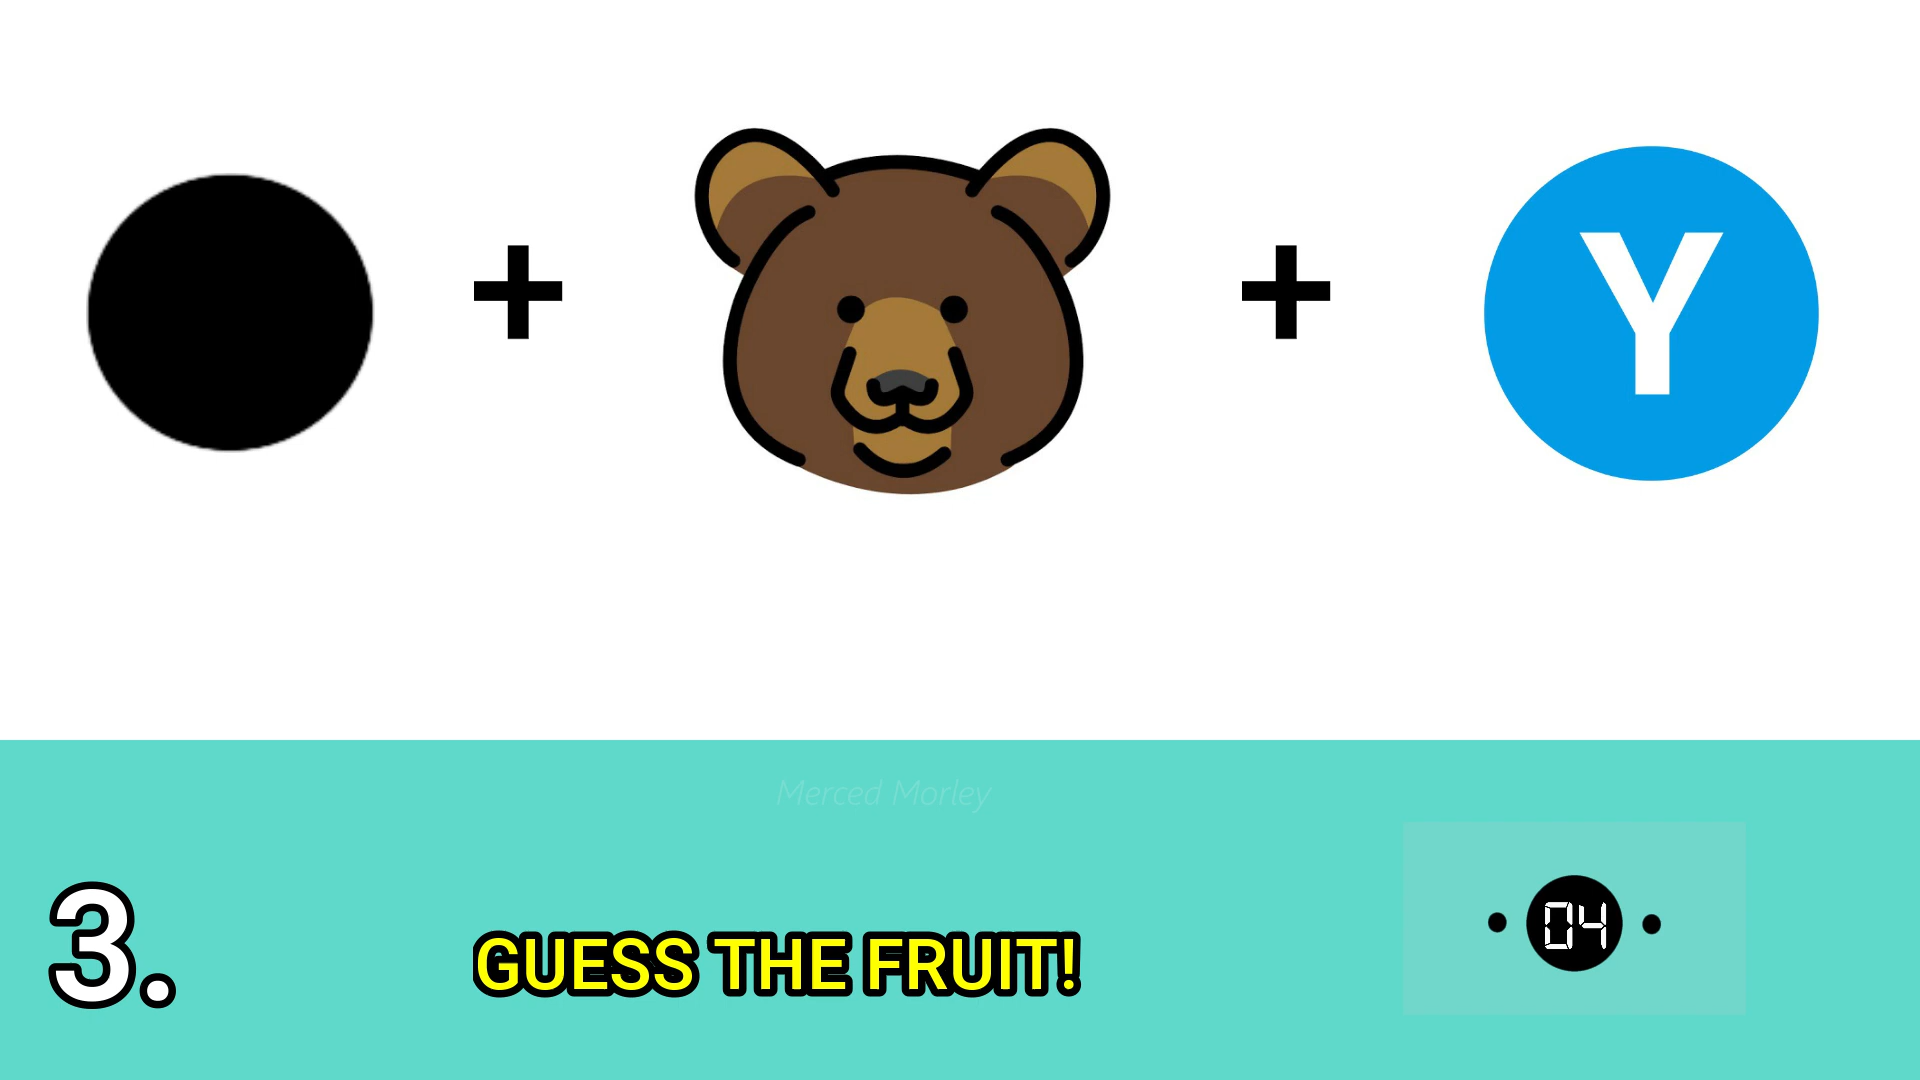 + + Y
Merced Morley
04
3.
GUESS THE FRUIT!